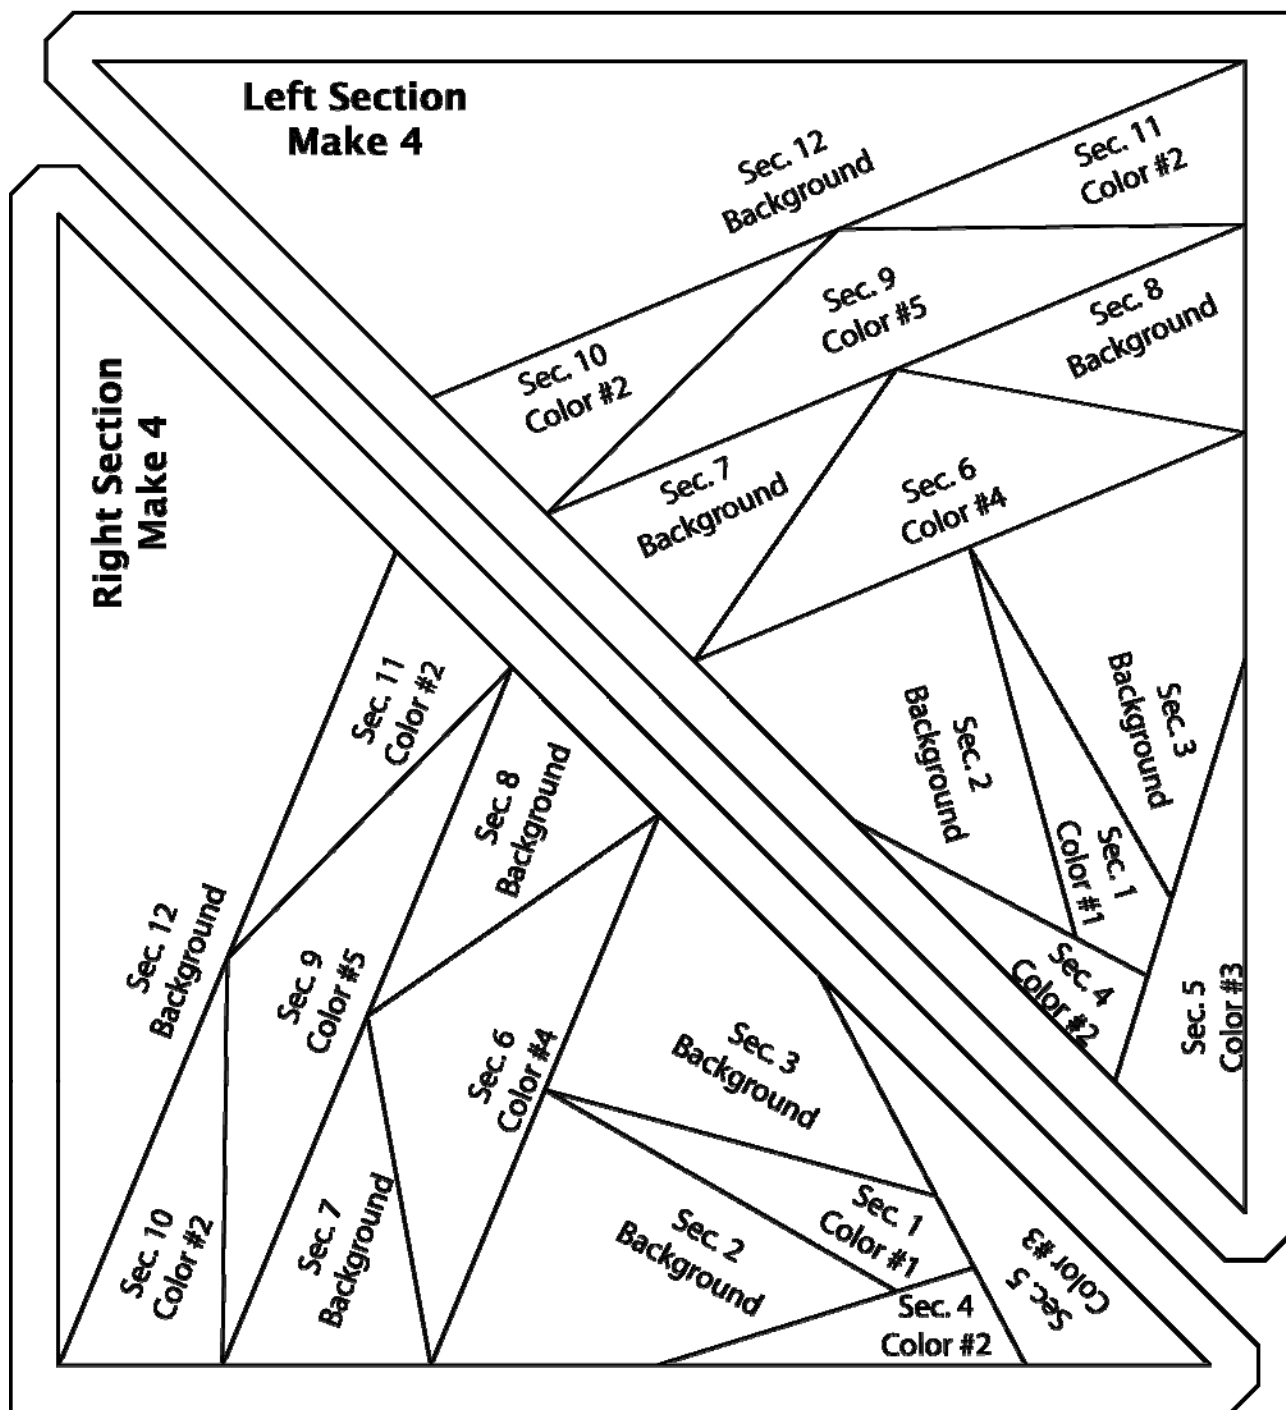 Left Section
Make 4
Sec. 12
Background
Sec. 11
Color #2
Sec. 9
Color #5
Sec. 8
Background
Sec. 10
Color #2
Sec. 7
Background
Sec. 6
Color #4
Sec. 3
Background
Sec. 2
Background
Sec. 1
Color #1
Sec. 4
Color #2
Sec. 5
Color #3
Right Section
Make 4
Sec. 11
Color #2
Sec. 8
Background
Sec. 12
Background
Sec. 9
Color #5
Sec. 6
Color #4
Sec. 3
Background
Sec. 10
Color #2
Sec. 7
Background
Sec. 2
Background
Sec. 1
Color #1
Sec. 4
Color #2
Sec. 5
Color #3